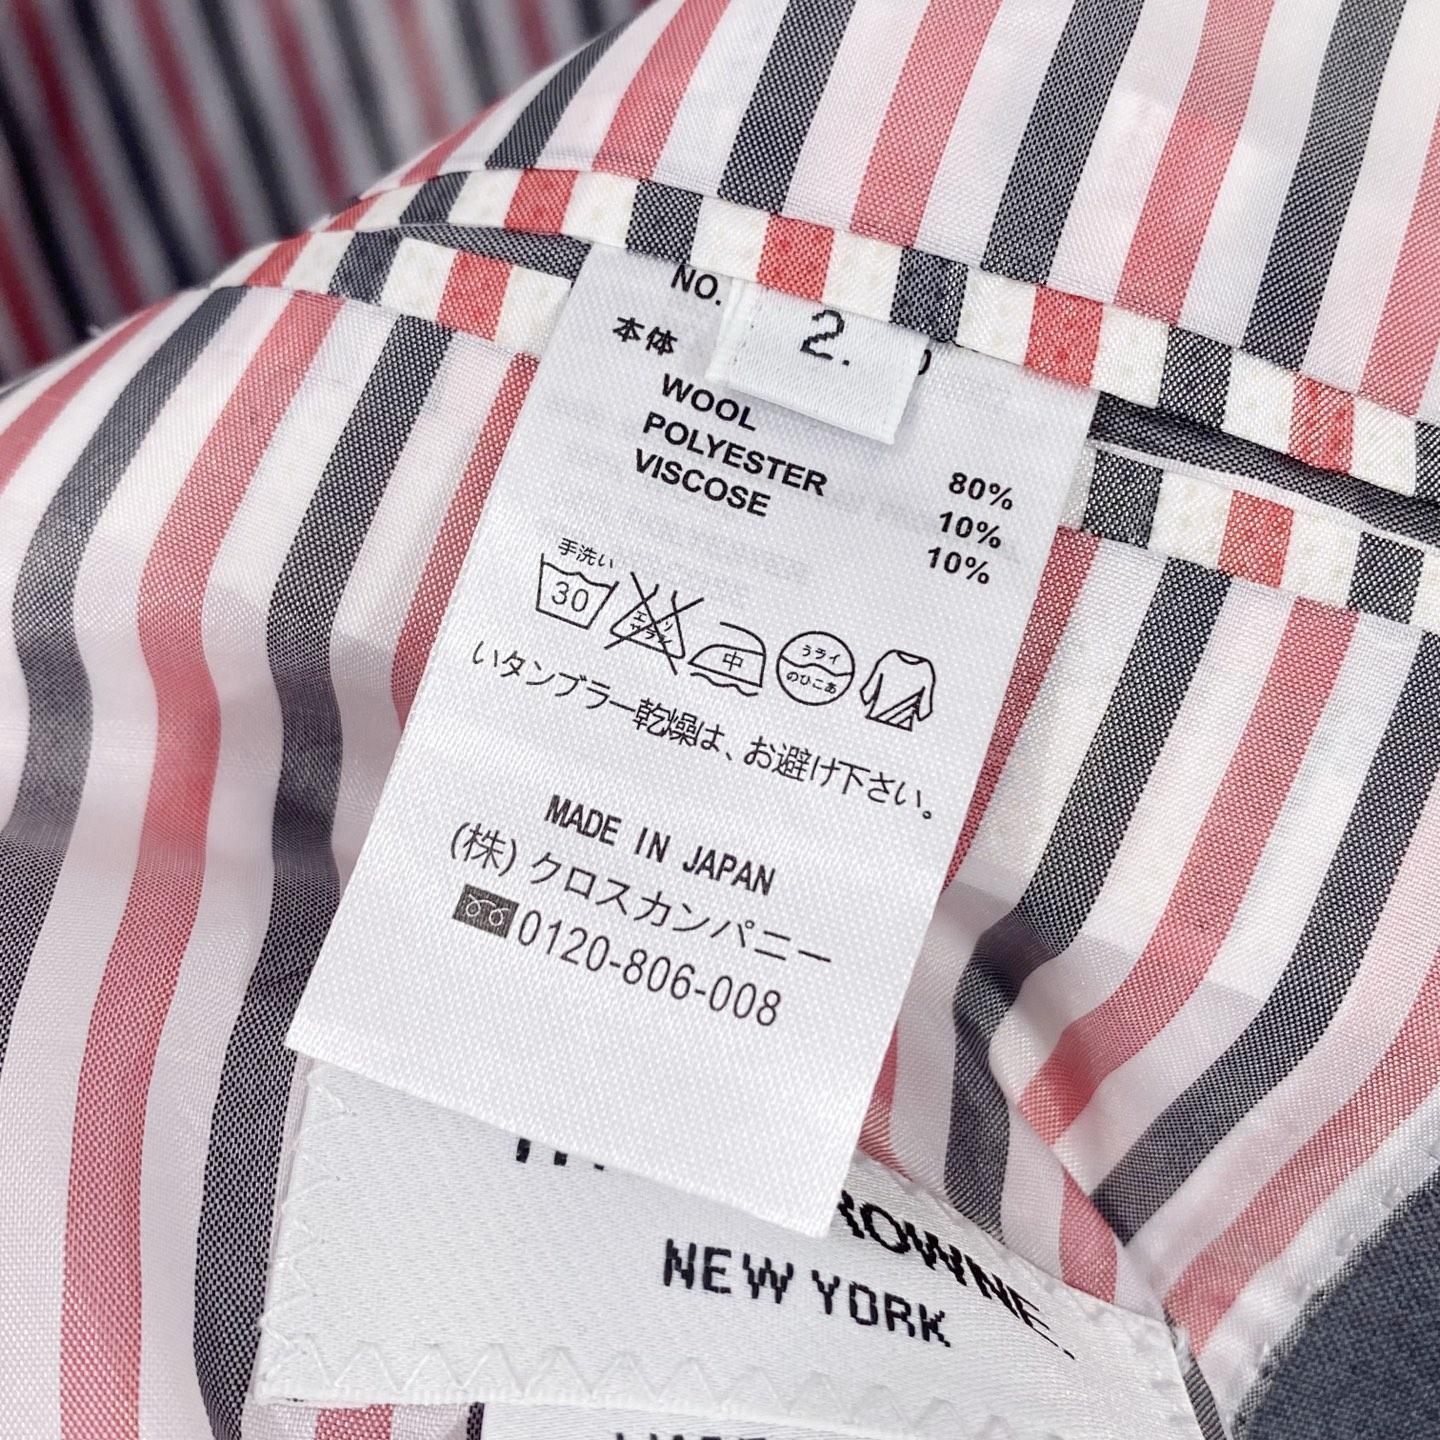 NO.
2.
本体
WOOL 80%
POLYESTER 10%
VISCOSE 10%
手洗い
30
中
いタンブラー乾燥は、お避け下さい。
MADE IN JAPAN
(株) クロスカンパニー
0120-806-008
ROWNE.
NEW YORK